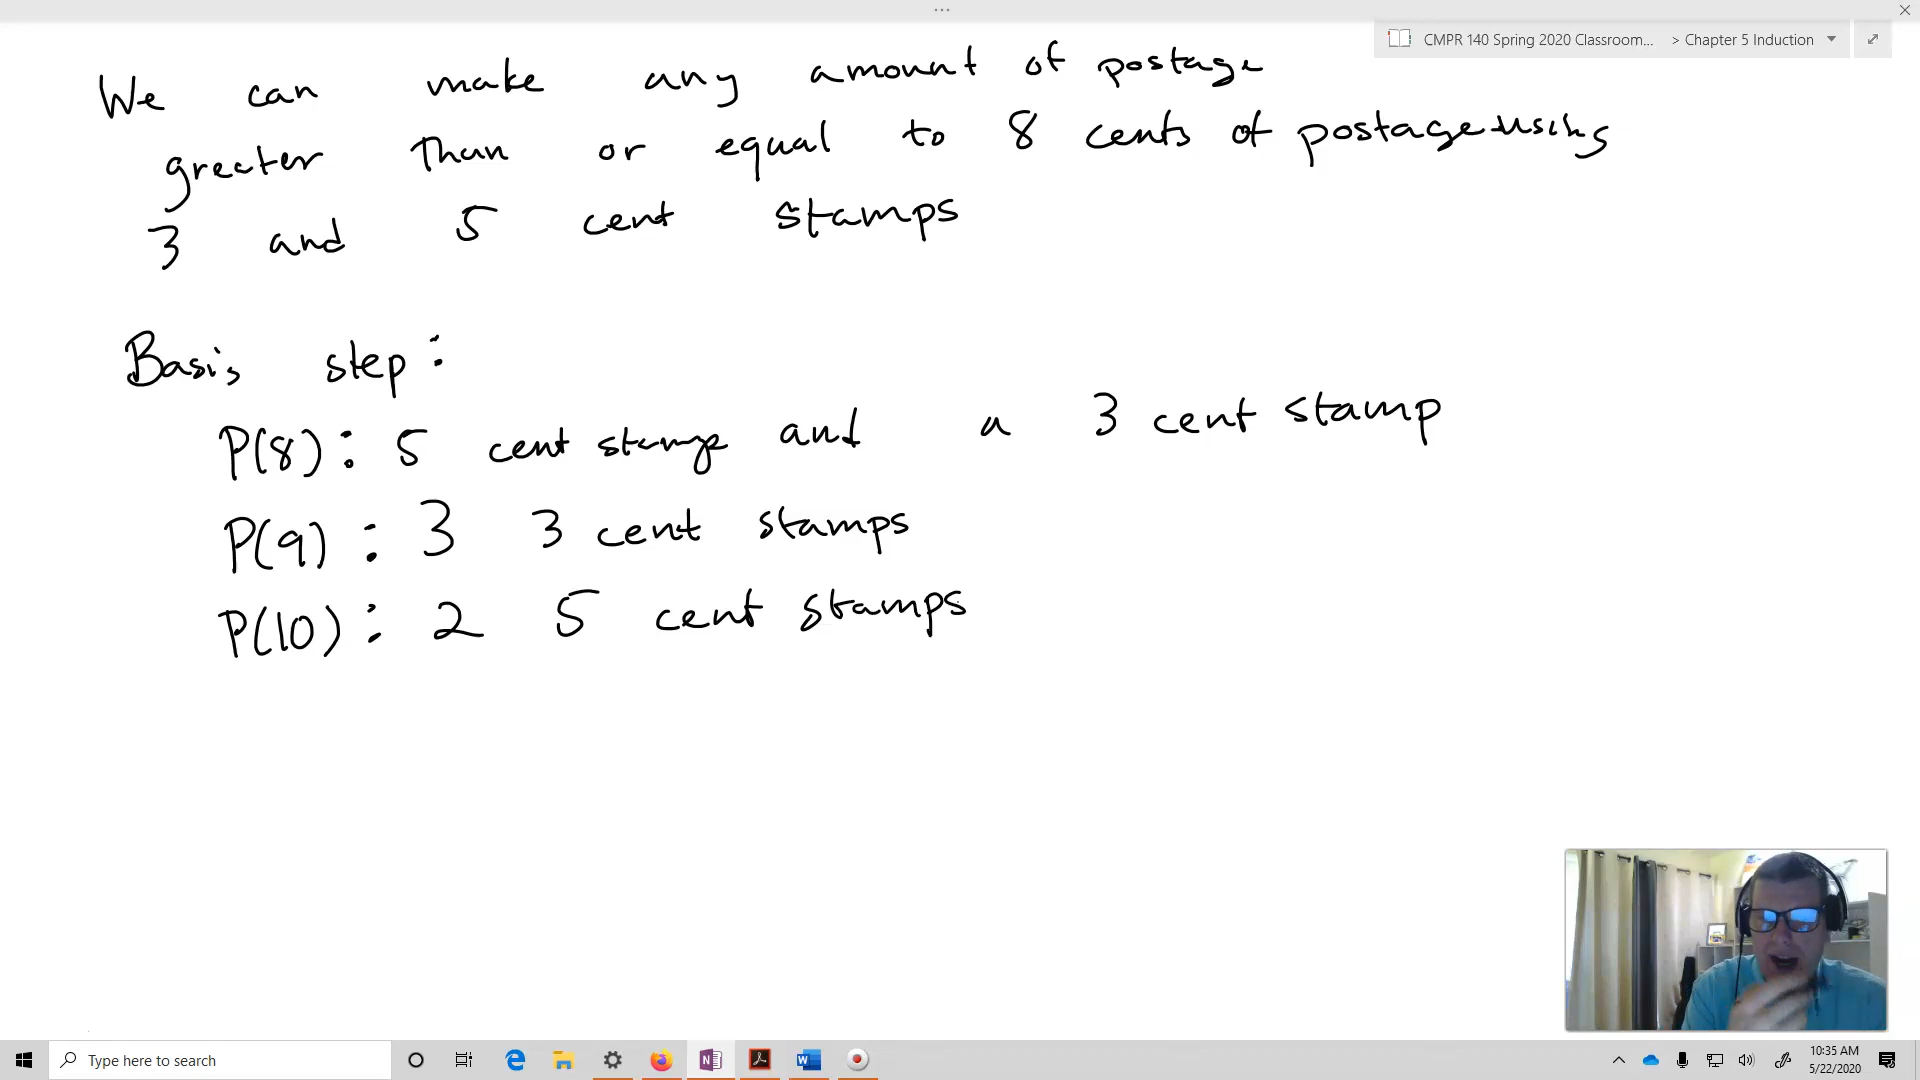 ...
CMPR 140 Spring 2020 Classroom... > Chapter 5 Induction
We can make any amount of postage
greater than or equal to 8 cents of postage using
3 and 5 cent stamps
Basis step:
P(8): 5 cent stamp and a 3 cent stamp
P(9): 3 3 cent stamps
P(10): 2 5 cent stamps
Type here to search
10:35 AM
5/22/2020